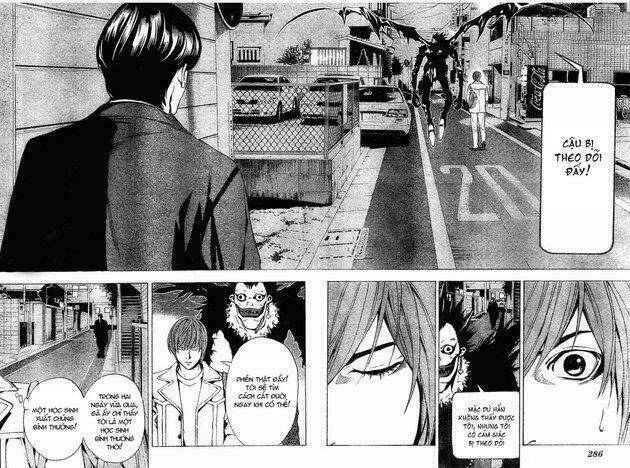 CẬU BỊ
THEO DÕI
ĐẤY!
Coca-Cola
20
MẶC DÙ HẮN
KHÔNG THẤY ĐƯỢC
TÔI, NHƯNG TÔI
CÓ CẢM GIÁC
BỊ THEO DÕI
PHIỀN THẬT ĐẤY!
TÔI SẼ TÌM
CÁCH CẮT ĐUÔI
NGAY KHI CÓ THỂ!
TRONG HAI
NGÀY VỪA QUA,
GÃ ẤY CHỈ THẤY
TÔI LÀ MỘT
HỌC SINH
BÌNH THƯỜNG
THÔI!
MỘT HỌC SINH
XUẤT CHÚNG
BÌNH THƯỜNG!
286